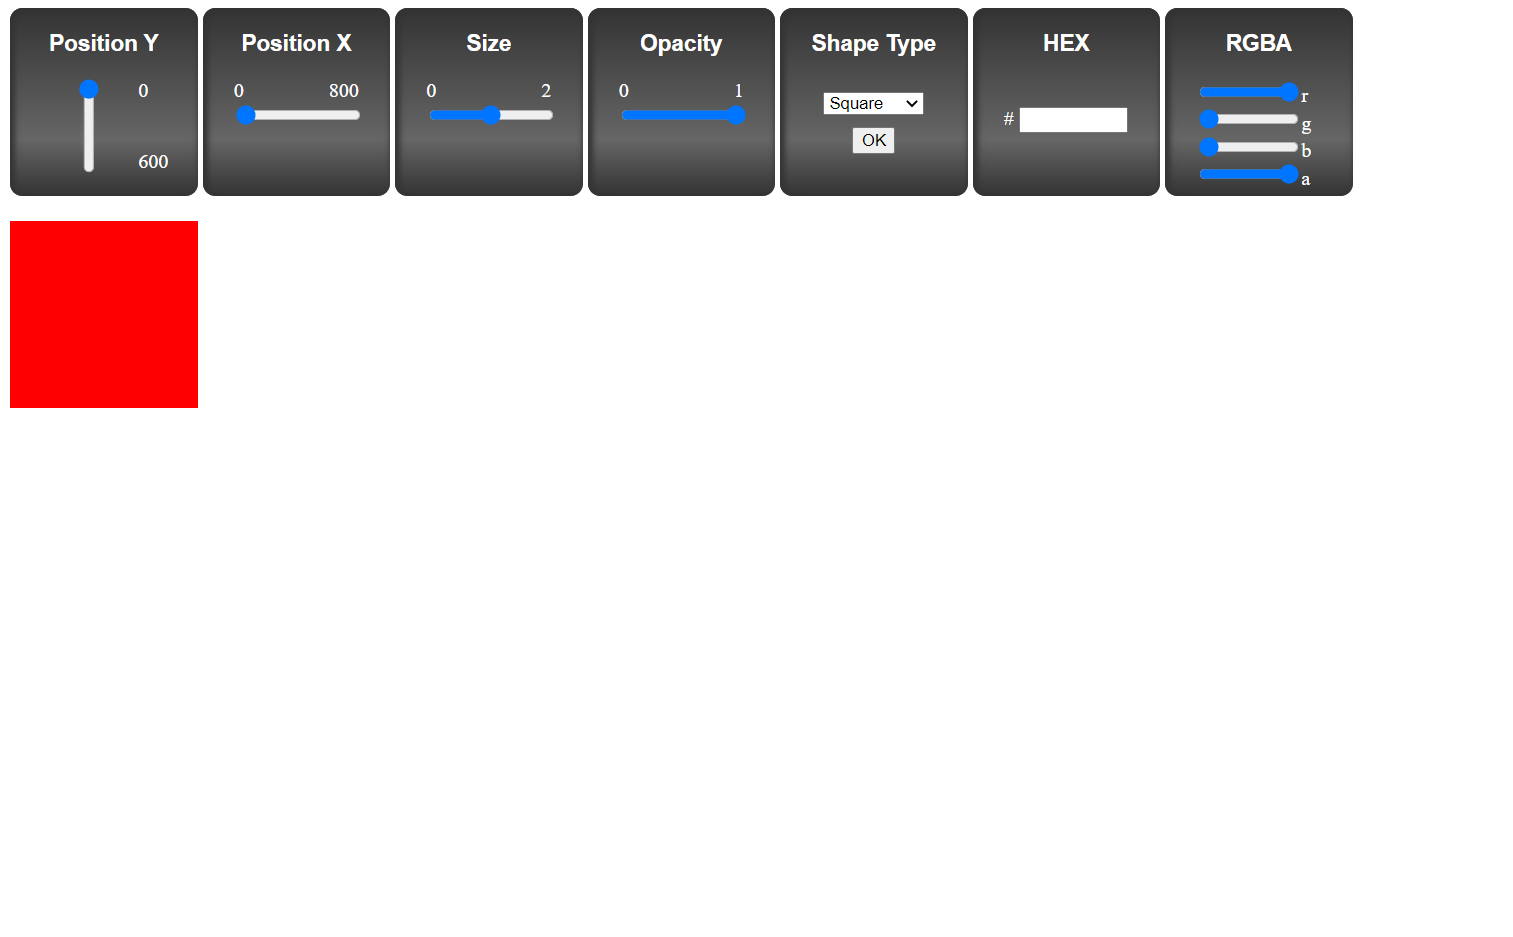 Position Y
0
600
Position X
0 800
Size
0 2
Opacity
0 1
Shape Type
Square
OK
HEX
#
RGBA
r
g
b
a